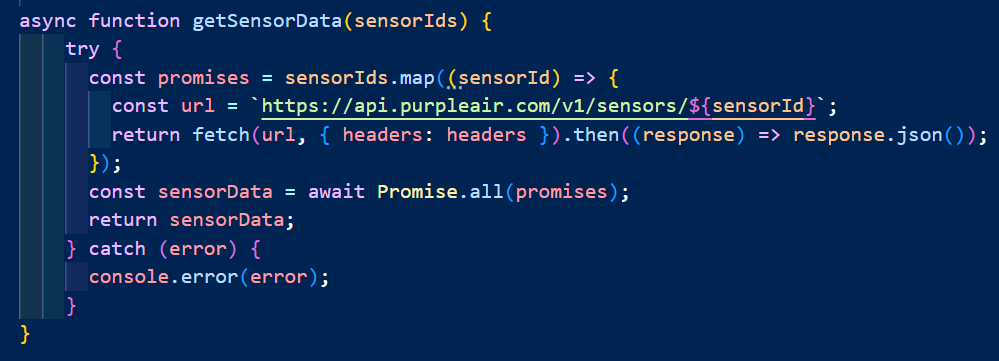 async function getSensorData(sensorIds) {
try {
const promises = sensorIds.map((sensorId) => {
const url = `https://api.purpleair.com/v1/sensors/${sensorId}`;
return fetch(url, { headers: headers }).then((response) => response.json());
});
const sensorData = await Promise.all(promises);
return sensorData;
} catch (error) {
console.error(error);
}
}